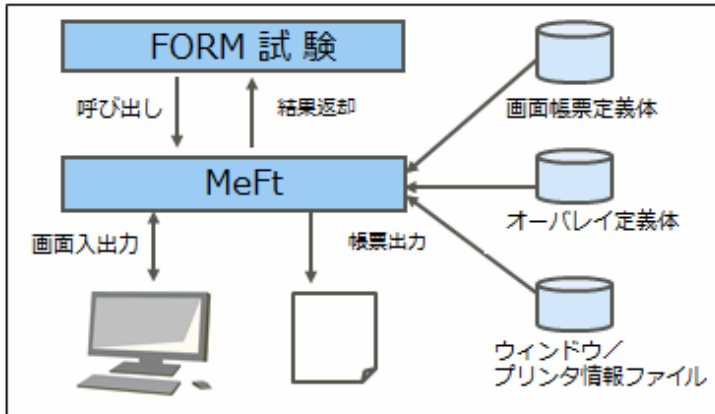 FORM 試験
呼び出し
結果返却
画面帳票定義体
MeFt
オーバレイ定義体
画面入出力
帳票出力
ウィンドウ／
プリンタ情報ファイル